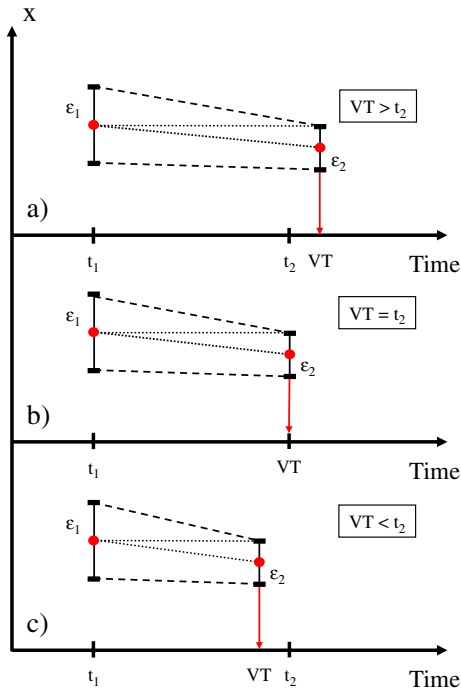 x
ε1
VT > t2
ε2
a)
t1 t2 VT Time
ε1
VT = t2
ε2
b)
t1 VT Time
ε1
VT < t2
ε2
c)
t1 VT t2 Time